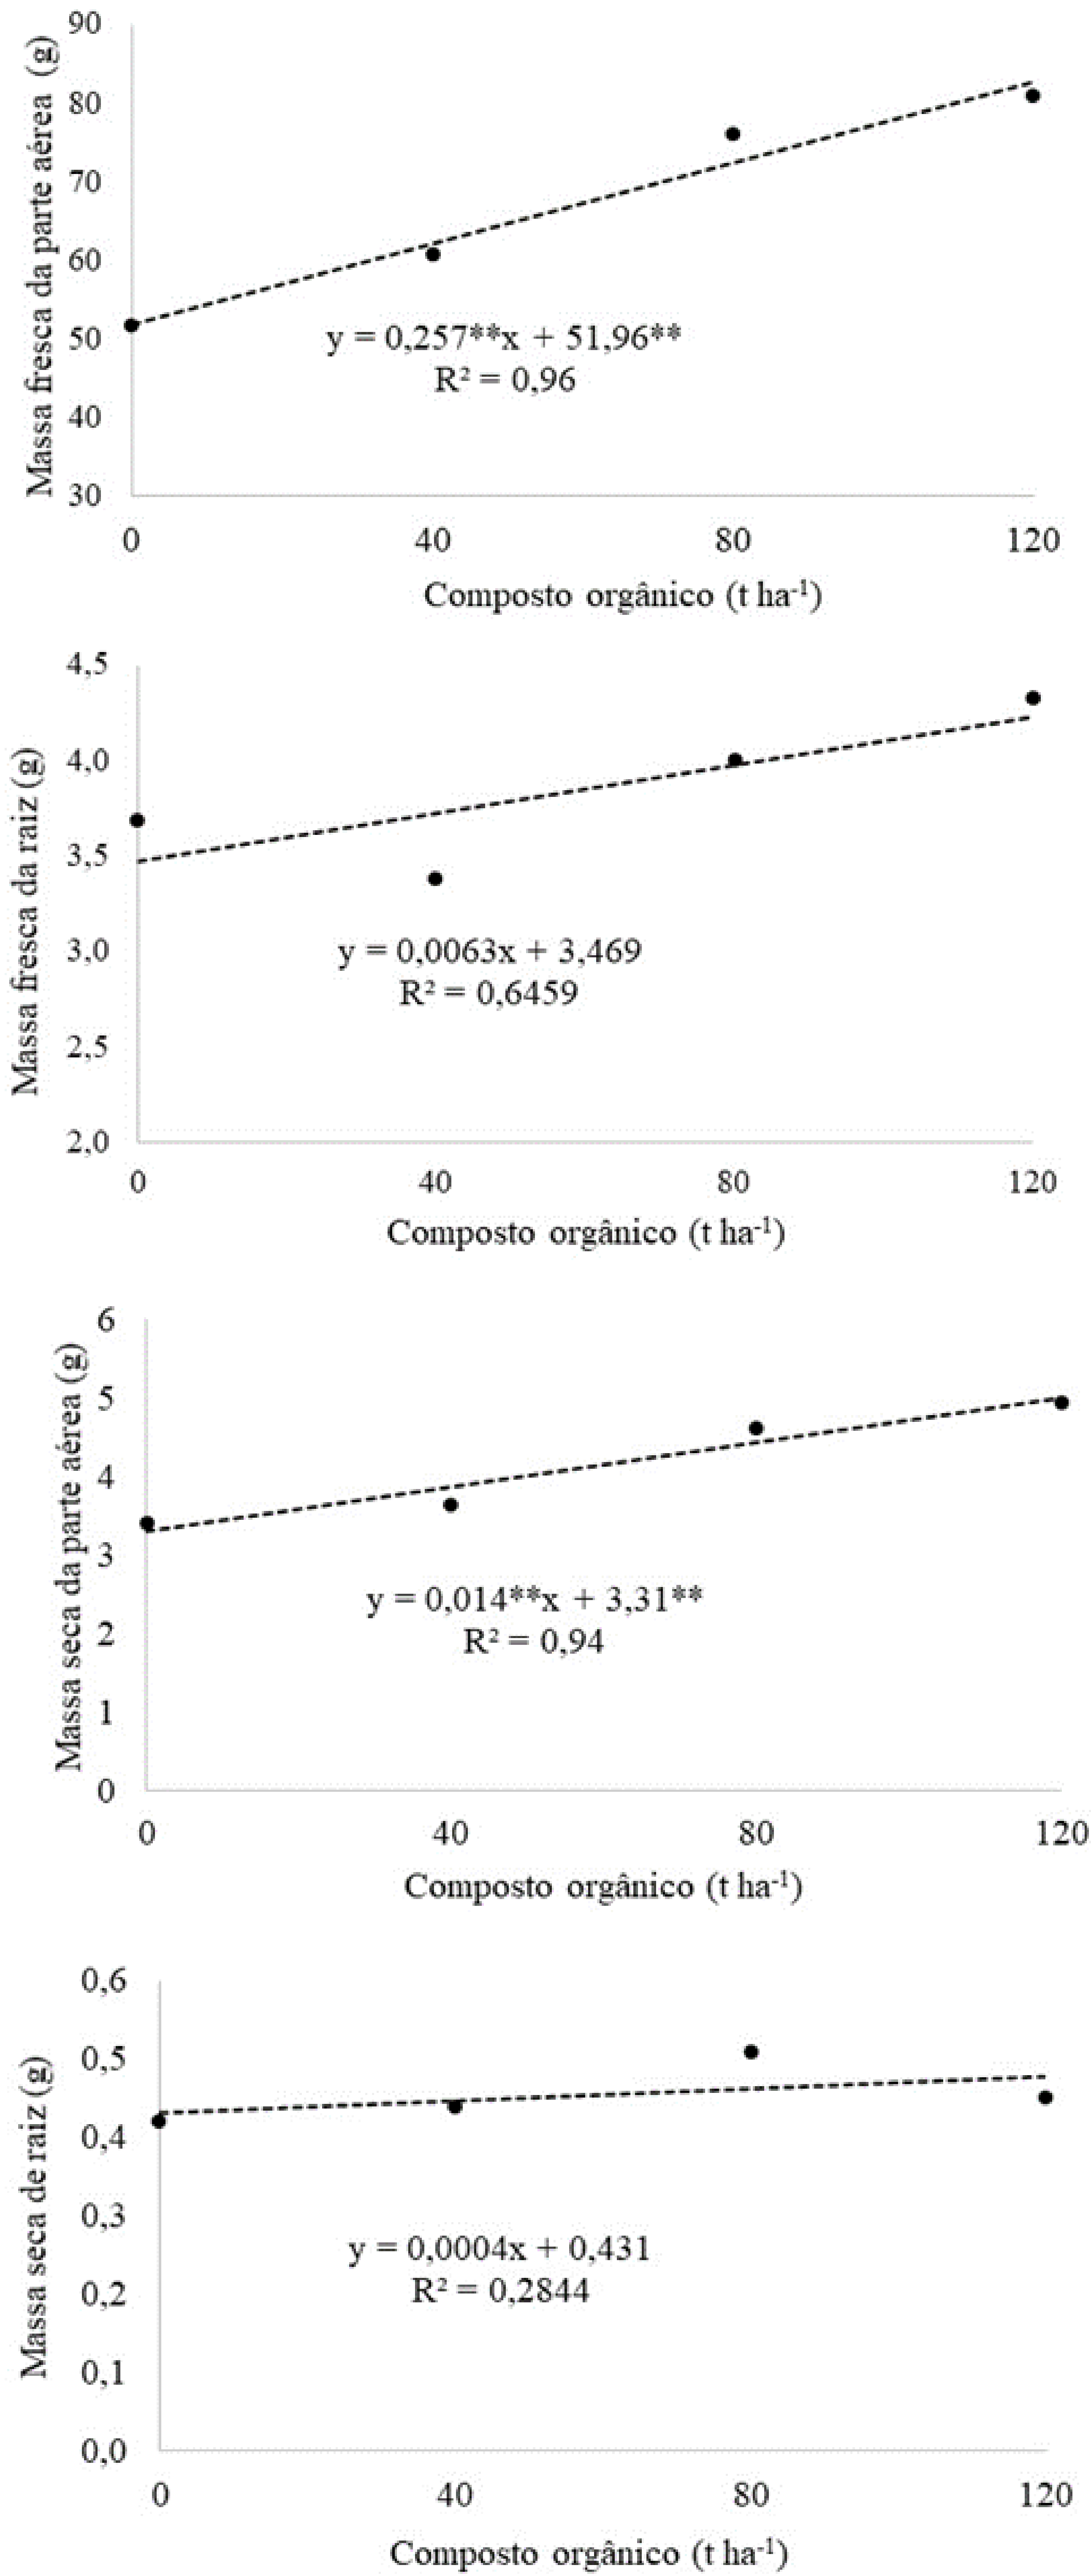 Massa fresca da parte aérea (g)
90
80
70
60
50
40
30
y = 0,257**x + 51,96**
R² = 0,96
0 40 80 120
Composto orgânico (t ha⁻¹)
Massa fresca da raiz (g)
4,5
4,0
3,5
3,0
2,5
2,0
y = 0,0063x + 3,469
R² = 0,6459
0 40 80 120
Composto orgânico (t ha⁻¹)
Massa seca da parte aérea (g)
6
5
4
3
2
1
0
y = 0,014**x + 3,31**
R² = 0,94
0 40 80 120
Composto orgânico (t ha⁻¹)
Massa seca de raiz (g)
0,6
0,5
0,4
0,3
0,2
0,1
0,0
y = 0,0004x + 0,431
R² = 0,2844
0 40 80 120
Composto orgânico (t ha⁻¹)